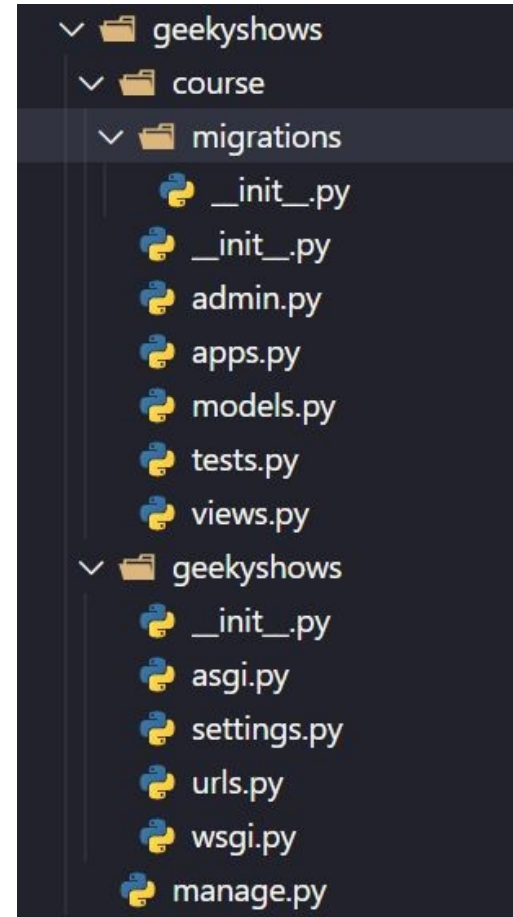 geekyshows
course
migrations
__init__.py
__init__.py
admin.py
apps.py
models.py
tests.py
views.py
geekyshows
__init__.py
asgi.py
settings.py
urls.py
wsgi.py
manage.py